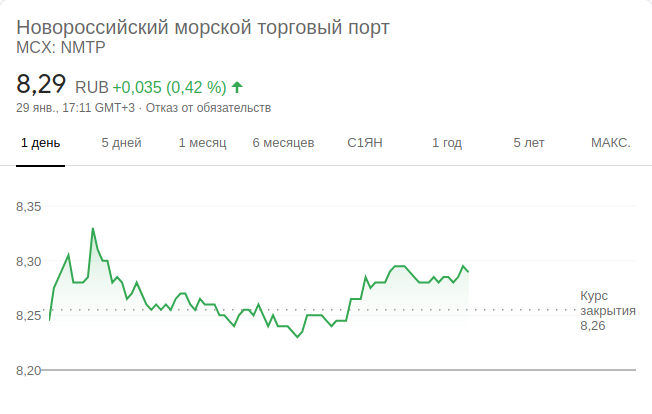 Новороссийский морской торговый порт
MCX: NMTP
8,29 RUB +0,035 (0,42 %)
29 янв., 17:11 GMT+3 · Отказ от обязательств
1 день 5 дней 1 месяц 6 месяцев С1ЯН 1 год 5 лет МАКС.
8,35
8,30
8,25
8,20
Курс
закрытия
8,26